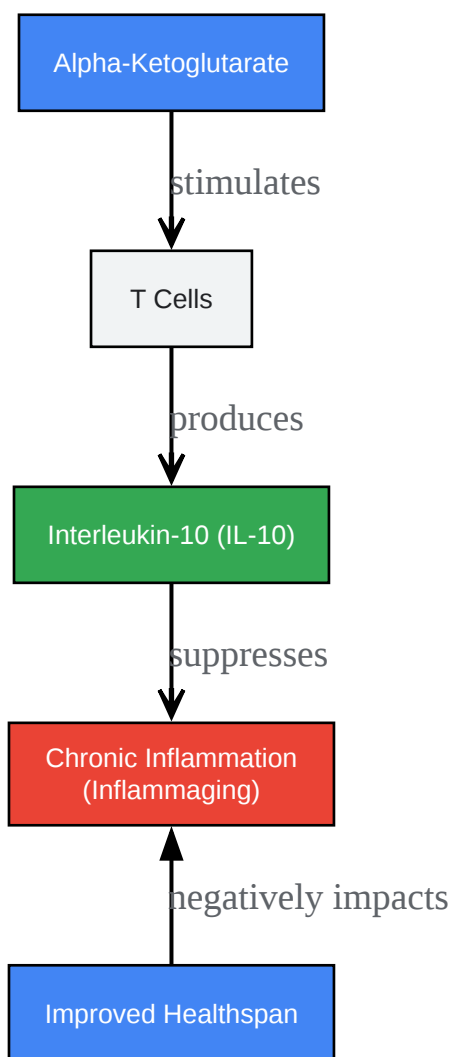 Alpha-Ketoglutarate
stimulates
T Cells
produces
Interleukin-10 (IL-10)
suppresses
Chronic Inflammation
(Inflammaging)
negatively impacts
Improved Healthspan